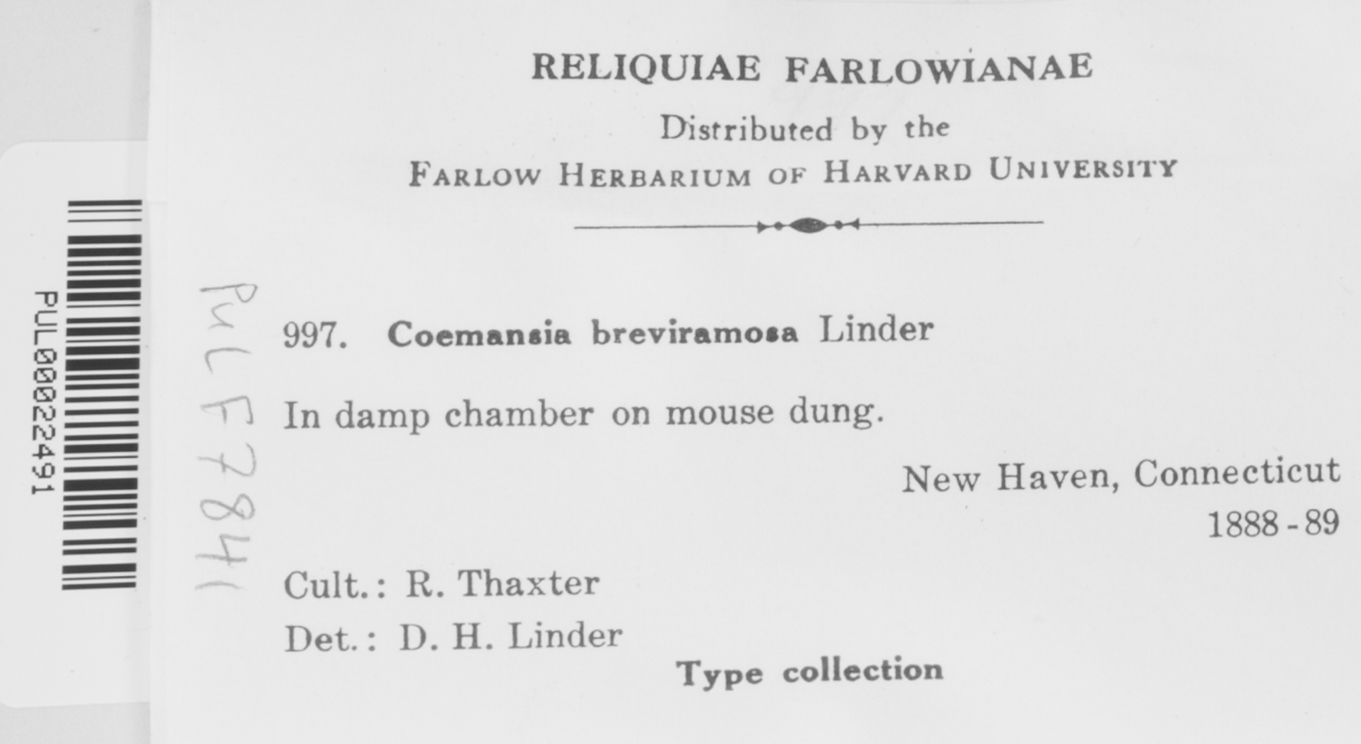 RELIQUIAE FARLOWIANAE
Distributed by the
FARLOW HERBARIUM OF HARVARD UNIVERSITY
997. Coemansia breviramosa Linder
In damp chamber on mouse dung.
New Haven, Connecticut
1888-89
Cult.: R. Thaxter
Det.: D. H. Linder
Type collection
PUL F7841
PUL00022491